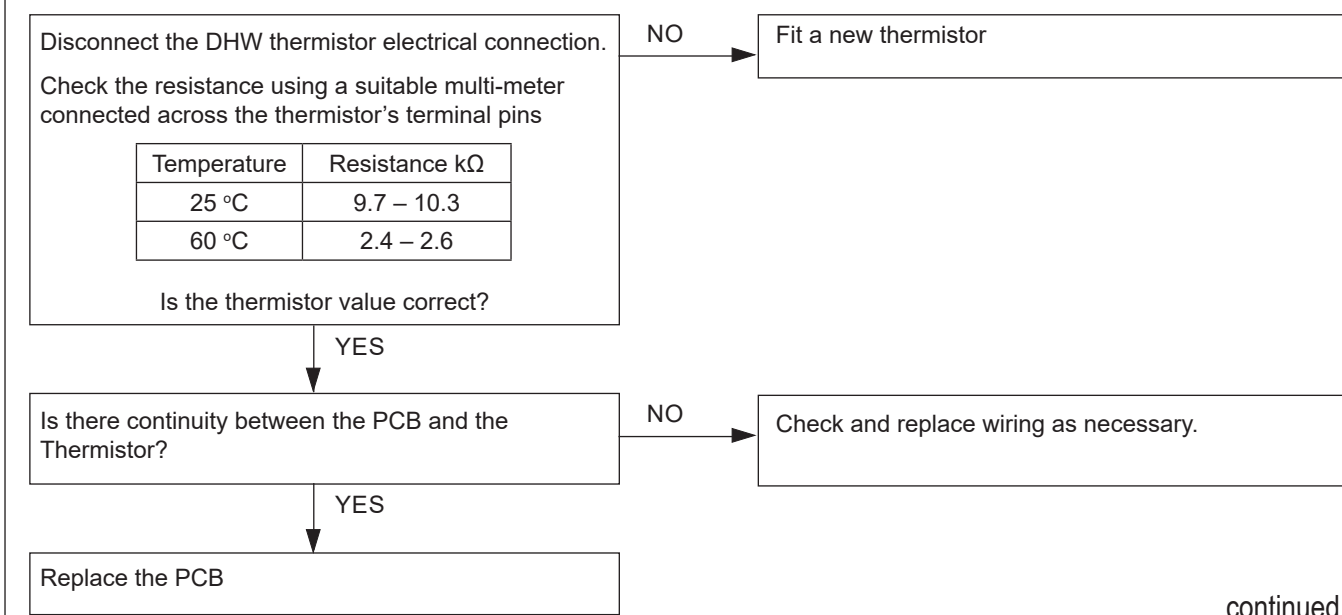 Disconnect the DHW thermistor electrical connection.
NO
Fit a new thermistor
Check the resistance using a suitable multi-meter
connected across the thermistor’s terminal pins
Temperature Resistance kΩ
25 ºC 9.7 – 10.3
60 ºC 2.4 – 2.6
Is the thermistor value correct?
YES
Is there continuity between the PCB and the
Thermistor?
NO
Check and replace wiring as necessary.
YES
Replace the PCB
continued